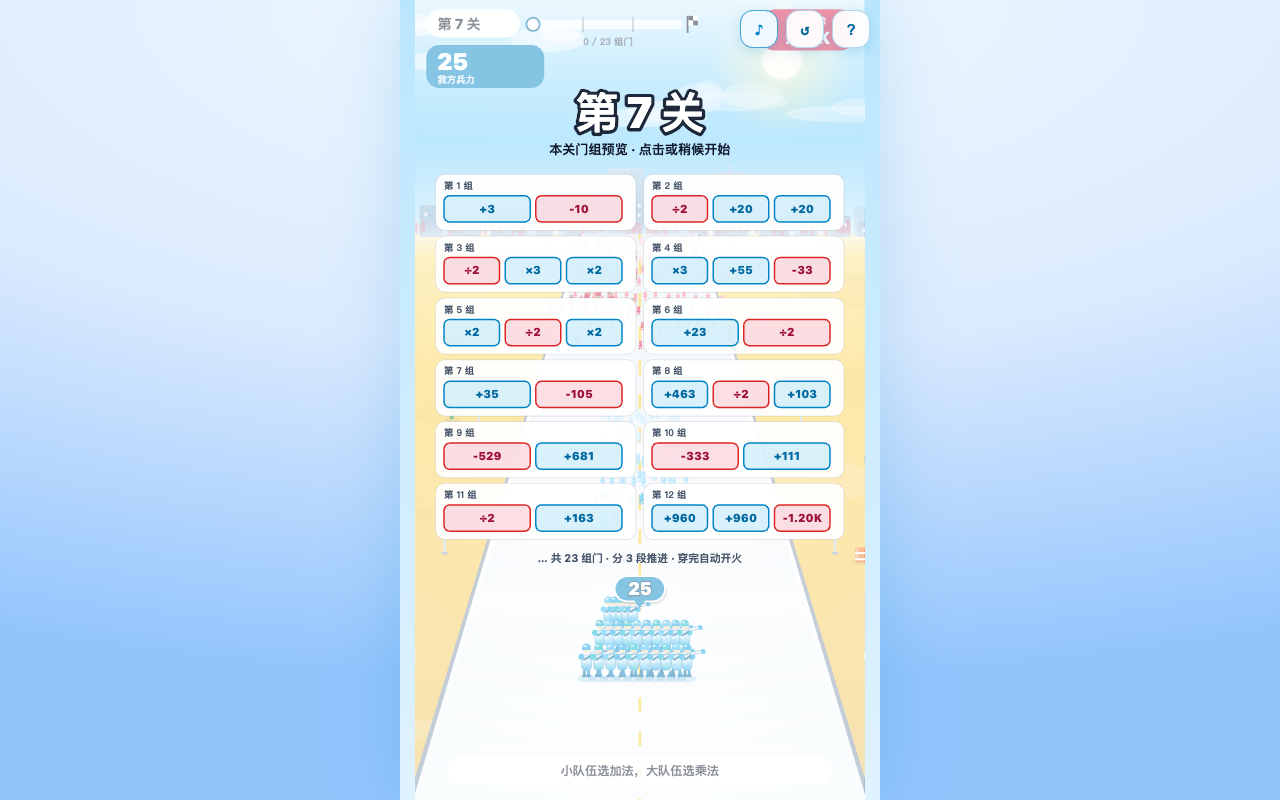 第 7 关
0 / 23 组门
♪
↺
?
25
我方兵力
第7关
本关门组预览 · 点击或稍候开始
第 1 组
+3
-10
第 2 组
÷2
+20
+20
第 3 组
÷2
×3
×2
第 4 组
×3
+55
-33
第 5 组
×2
÷2
×2
第 6 组
+23
÷2
第 7 组
+35
-105
第 8 组
+463
÷2
+103
第 9 组
-529
+681
第 10 组
-333
+111
第 11 组
÷2
+163
第 12 组
+960
+960
-1.20K
... 共 23 组门 · 分 3 段推进 · 穿完自动开火
25
小队伍选加法，大队伍选乘法